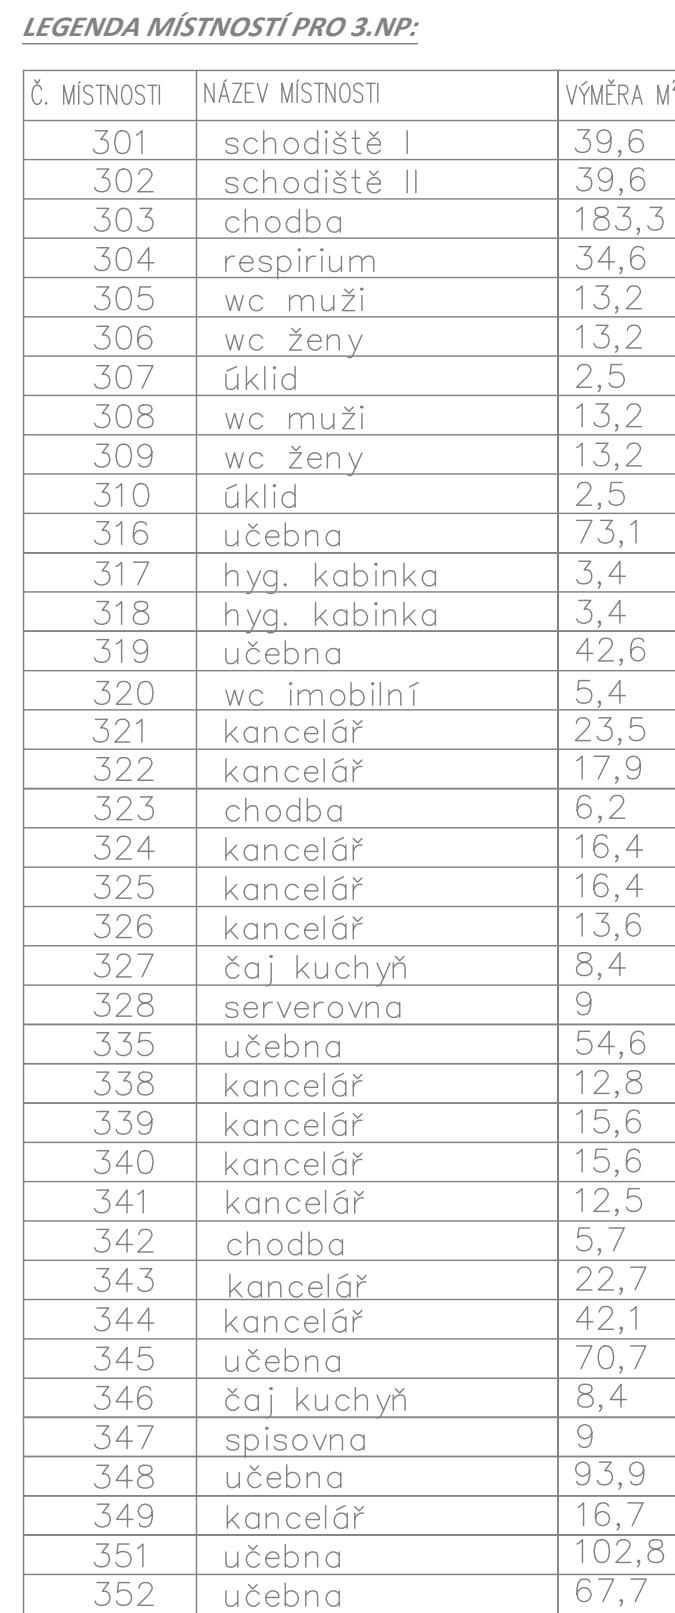 LEGENDA MÍSTNOSTÍ PRO 3.NP:
Č. MÍSTNOSTI NÁZEV MÍSTNOSTI VÝMĚRA M²
301 schodiště I 39,6
302 schodiště II 39,6
303 chodba 183,3
304 respirium 34,6
305 wc muži 13,2
306 wc ženy 13,2
307 úklid 2,5
308 wc muži 13,2
309 wc ženy 13,2
310 úklid 2,5
316 učebna 73,1
317 hyg. kabinka 3,4
318 hyg. kabinka 3,4
319 učebna 42,6
320 wc imobilní 5,4
321 kancelář 23,5
322 kancelář 17,9
323 chodba 6,2
324 kancelář 16,4
325 kancelář 16,4
326 kancelář 13,6
327 čaj kuchyň 8,4
328 serverovna 9
335 učebna 54,6
338 kancelář 12,8
339 kancelář 15,6
340 kancelář 15,6
341 kancelář 12,5
342 chodba 5,7
343 kancelář 22,7
344 kancelář 42,1
345 učebna 70,7
346 čaj kuchyň 8,4
347 spisovna 9
348 učebna 93,9
349 kancelář 16,7
351 učebna 102,8
352 učebna 67,7